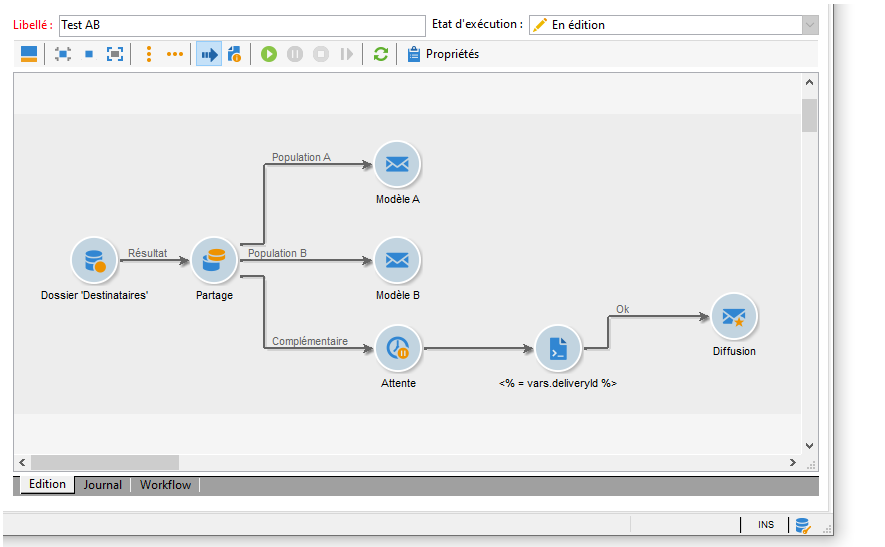 Libellé : Test AB
Etat d'exécution : En édition
Propriétés
Population A
Modèle A
Résultat
Population B
Dossier 'Destinataires'
Partage
Modèle B
Complémentaire
Ok
Attente
<% = vars.deliveryId %>
Diffusion
Edition Journal Workflow
INS